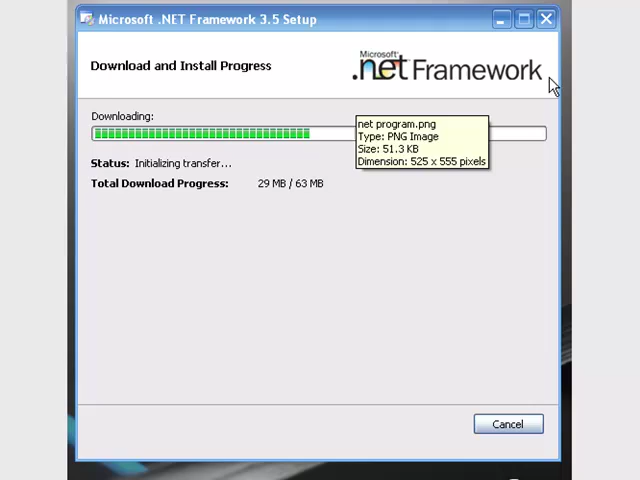 Microsoft .NET Framework 3.5 Setup
Download and Install Progress
Microsoft
.net Framework
Downloading:
net program.png
Type: PNG Image
Size: 51.3 KB
Dimension: 525 x 555 pixels
Status: Initializing transfer...
Total Download Progress: 29 MB / 63 MB
Cancel